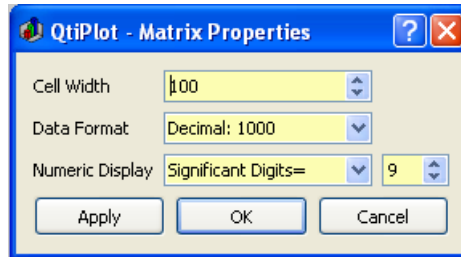 QtiPlot - Matrix Properties
Cell Width 100
Data Format Decimal: 1000
Numeric Display Significant Digits= 9
Apply OK Cancel